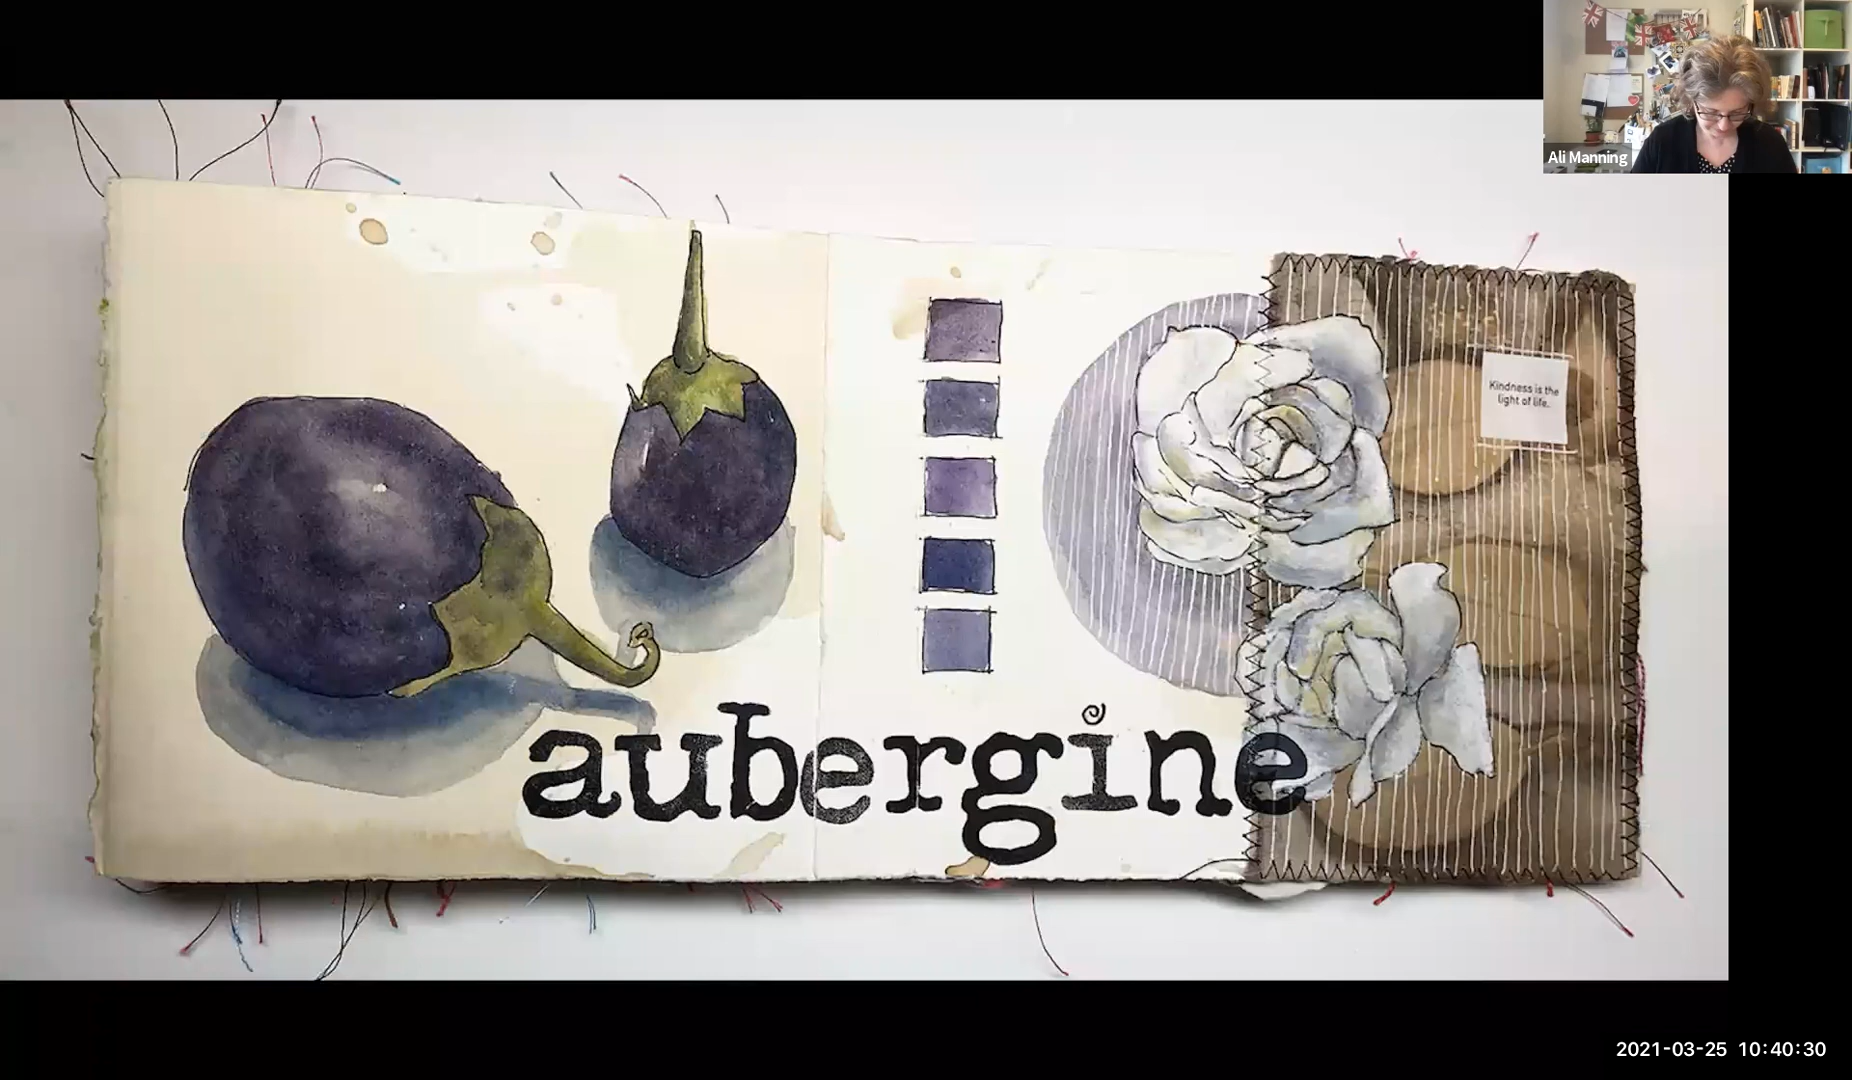 Ali Manning
Kindness is the
light of life.
aubergine
2021-03-25 10:40:30